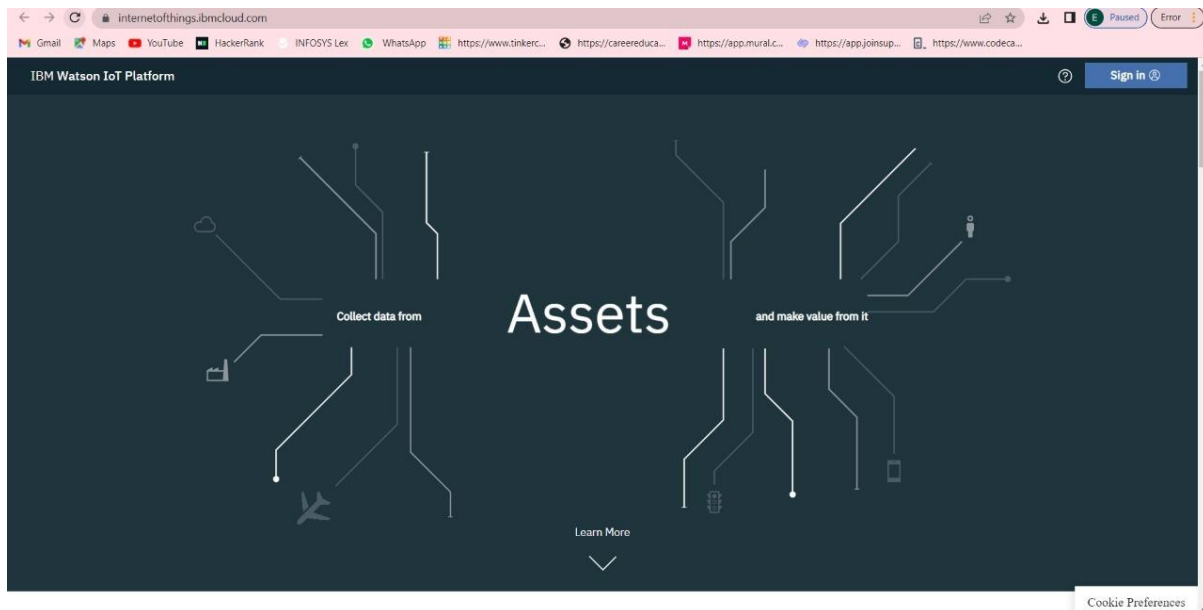 internetofthings.ibmcloud.com
E Paused Error
Gmail Maps YouTube HackerRank INFOSYS Lex WhatsApp https://www.tinkerc... https://careereduca... https://app.mural.c... https://app.joinsup... https://www.codeca...
IBM Watson IoT Platform
Sign in
Collect data from Assets and make value from it
Learn More
Cookie Preferences